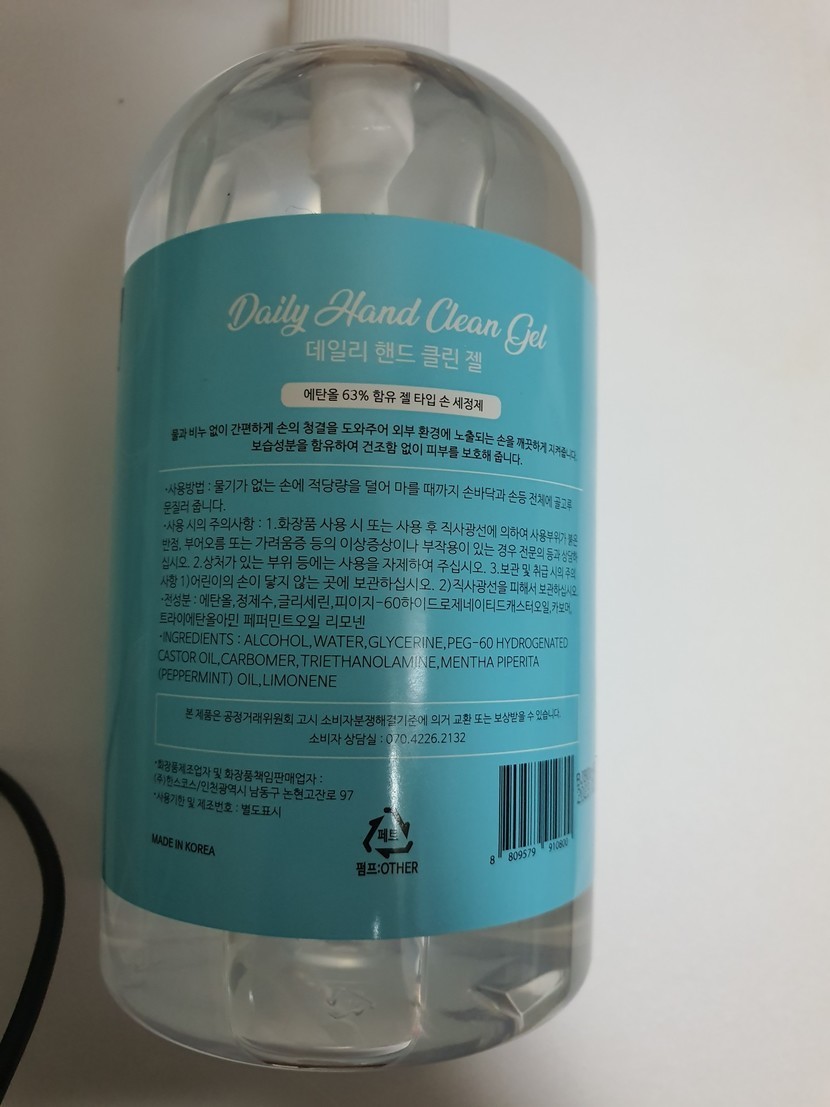 Daily Hand Clean Gel
데일리 핸드 클린 젤
에탄올 63% 함유 젤 타입 손 세정제
물과 비누 없이 간편하게 손의 청결을 도와주어 외부 환경에 노출되는 손을 깨끗하게 지켜줍니다.
보습성분을 함유하여 건조함 없이 피부를 보호해 줍니다.
·사용방법 : 물기가 없는 손에 적당량을 덜어 마를 때까지 손바닥과 손등 전체에 골고루
문질러 줍니다.
·사용 시의 주의사항 : 1.화장품 사용 시 또는 사용 후 직사광선에 의하여 사용부위가 붉은
반점, 부어오름 또는 가려움증 등의 이상증상이나 부작용이 있는 경우 전문의 등과 상담하
십시오. 2.상처가 있는 부위 등에는 사용을 자제하여 주십시오. 3.보관 및 취급 시의 주의
사항 1)어린이의 손이 닿지 않는 곳에 보관하십시오. 2)직사광선을 피해서 보관하십시오.
·전성분 : 에탄올,정제수,글리세린,피이지-60하이드로제네이티드캐스터오일,카보머,
트라이에탄올아민 페퍼민트오일 리모넨
·INGREDIENTS : ALCOHOL,WATER,GLYCERINE,PEG-60 HYDROGENATED
CASTOR OIL,CARBOMER,TRIETHANOLAMINE,MENTHA PIPERITA
(PEPPERMINT) OIL,LIMONENE
본 제품은 공정거래위원회 고시 소비자분쟁해결기준에 의거 교환 또는 보상받을 수 있습니다.
소비자 상담실 : 070.4226.2132
*화장품제조업자 및 화장품책임판매업자 :
(주)한스코스/인천광역시 남동구 논현고잔로 97
*사용기한 및 제조번호 : 별도표시
MADE IN KOREA
페트
펌프:OTHER
8 809579 910800